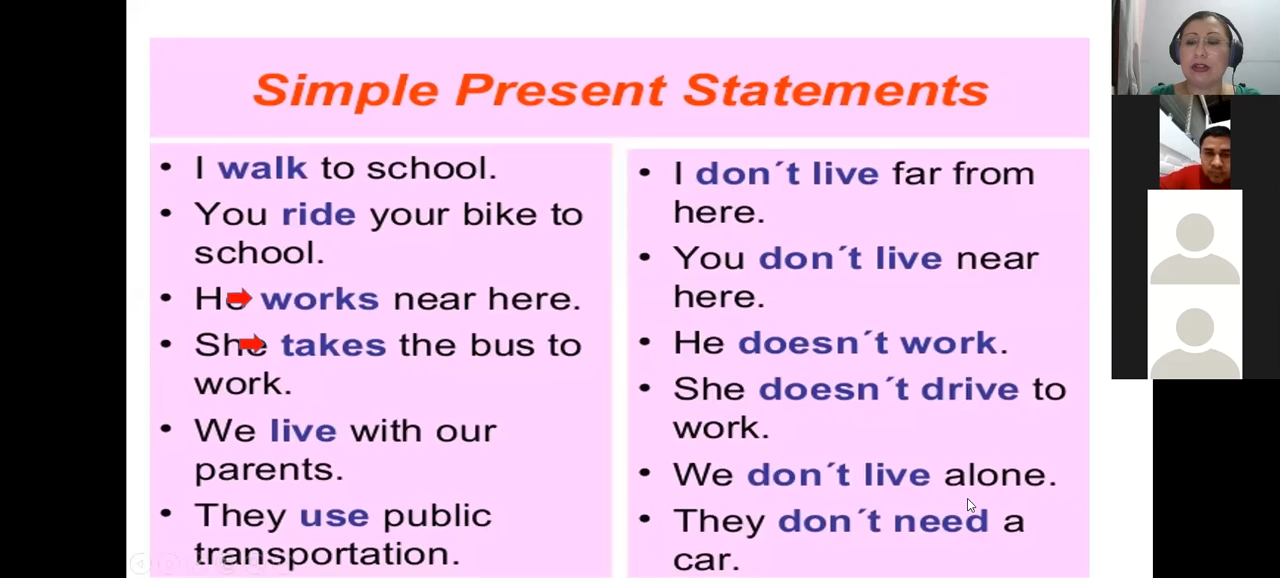 Simple Present Statements
• I walk to school.
• You ride your bike to
school.
• He works near here.
• She takes the bus to
work.
• We live with our
parents.
• They use public
transportation.
• I don´t live far from
here.
• You don´t live near
here.
• He doesn´t work.
• She doesn´t drive to
work.
• We don´t live alone.
• They don´t need a
car.